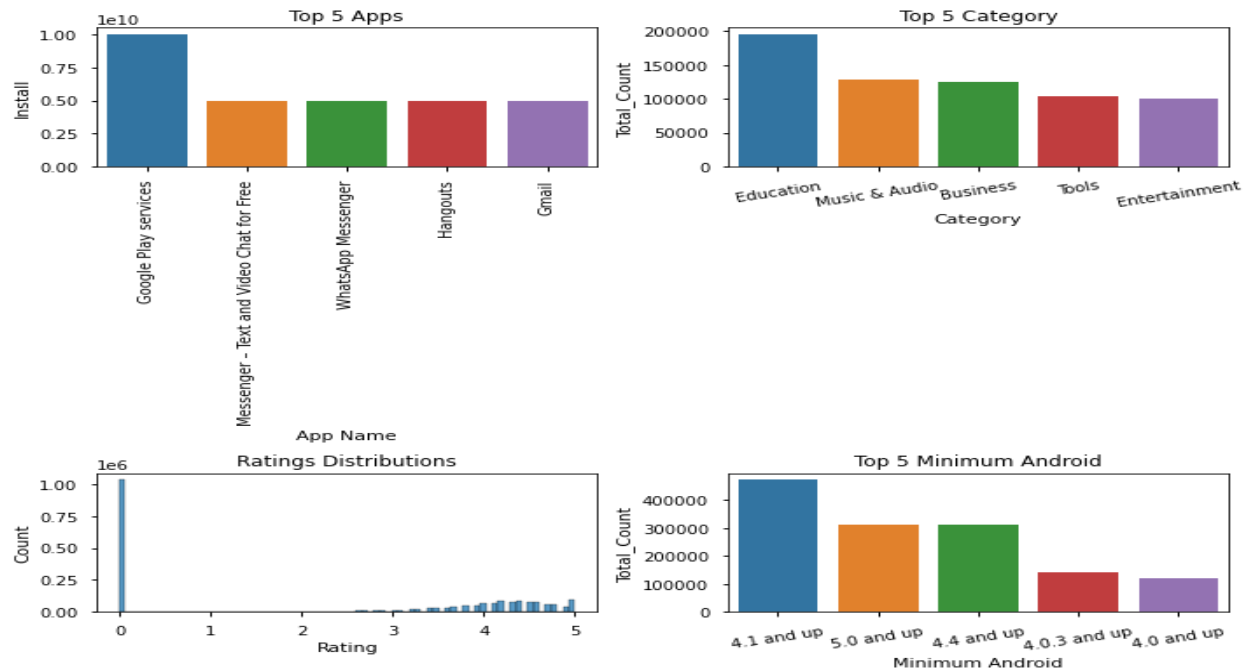 Top 5 Apps
1e10
1.00
0.75
0.50
0.25
0.00
Install
Google Play services
Messenger – Text and Video Chat for Free
WhatsApp Messenger
Hangouts
Gmail
App Name
Top 5 Category
200000
150000
100000
50000
0
Total_Count
Education
Music & Audio
Business
Tools
Entertainment
Category
Ratings Distributions
1e6
1.00
0.75
0.50
0.25
0.00
Count
0 1 2 3 4 5
Rating
Top 5 Minimum Android
400000
300000
200000
100000
0
Total_Count
4.1 and up
5.0 and up
4.4 and up
4.0.3 and up
4.0 and up
Minimum Android